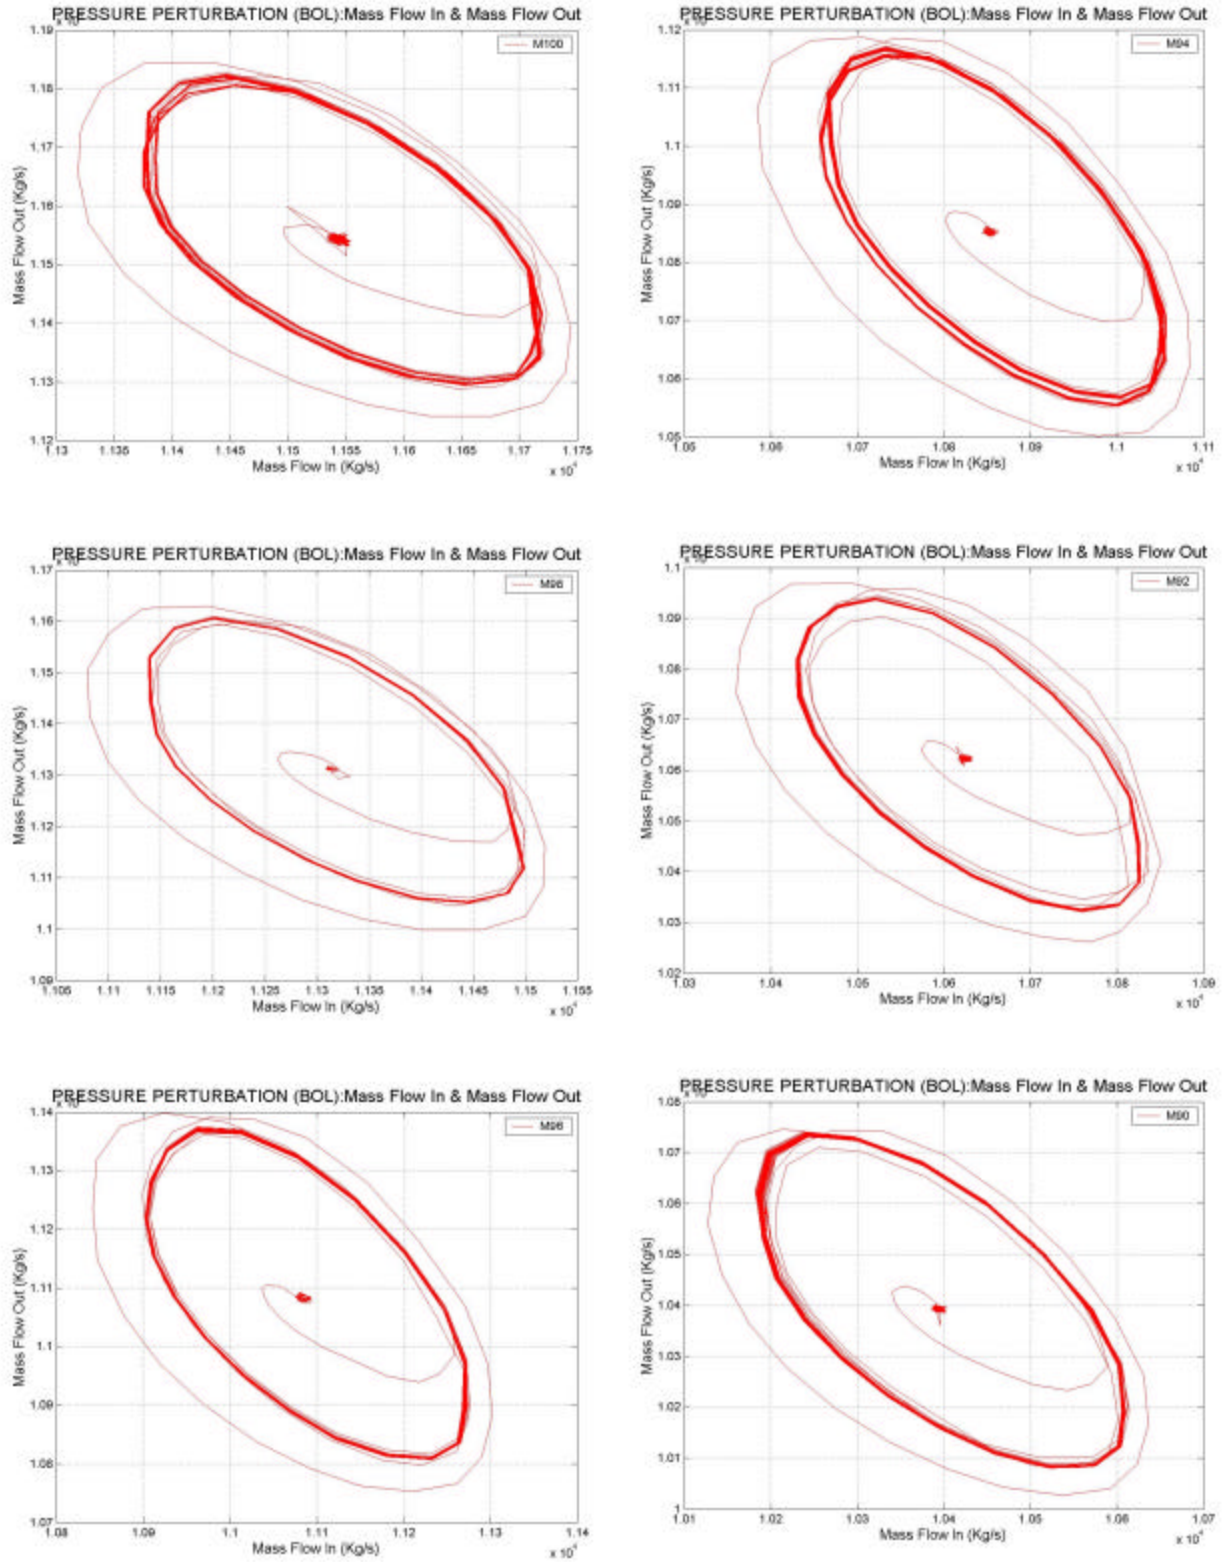 PRESSURE PERTURBATION (BOL):Mass Flow In & Mass Flow Out
1.19
M100
1.18
1.17
1.16
1.15
1.14
1.13
1.12
Mass Flow Out (Kg/s)
1.13 1.135 1.14 1.145 1.15 1.155 1.16 1.165 1.17 1.175
Mass Flow In (Kg/s)
x 10⁴
PRESSURE PERTURBATION (BOL):Mass Flow In & Mass Flow Out
1.12
M94
1.11
1.1
1.09
1.08
1.07
1.06
1.05
Mass Flow Out (Kg/s)
1.05 1.06 1.07 1.08 1.09 1.1 1.11
Mass Flow In (Kg/s)
x 10⁴
PRESSURE PERTURBATION (BOL):Mass Flow In & Mass Flow Out
1.17
M98
1.16
1.15
1.14
1.13
1.12
1.11
1.1
1.09
Mass Flow Out (Kg/s)
1.105 1.11 1.115 1.12 1.125 1.13 1.135 1.14 1.145 1.15 1.155
Mass Flow In (Kg/s)
x 10⁴
PRESSURE PERTURBATION (BOL):Mass Flow In & Mass Flow Out
1.1
M92
1.09
1.08
1.07
1.06
1.05
1.04
1.03
1.02
Mass Flow Out (Kg/s)
1.03 1.04 1.05 1.06 1.07 1.08 1.09
Mass Flow In (Kg/s)
x 10⁴
PRESSURE PERTURBATION (BOL):Mass Flow In & Mass Flow Out
1.14
M96
1.13
1.12
1.11
1.1
1.09
1.08
1.07
Mass Flow Out (Kg/s)
1.08 1.09 1.1 1.11 1.12 1.13 1.14
Mass Flow In (Kg/s)
x 10⁴
PRESSURE PERTURBATION (BOL):Mass Flow In & Mass Flow Out
1.08
M90
1.07
1.06
1.05
1.04
1.03
1.02
1.01
1
Mass Flow Out (Kg/s)
1.01 1.02 1.03 1.04 1.05 1.06 1.07
Mass Flow In (Kg/s)
x 10⁴